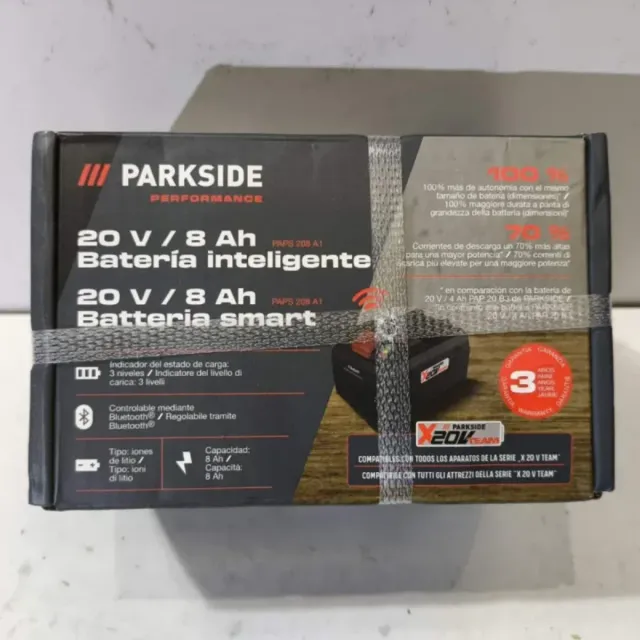 PARKSIDE
PERFORMANCE
20 V / 8 Ah PAPS 208 A1
Batería inteligente
20 V / 8 Ah PAPS 208 A1
Batteria smart
Indicador del estado de carga:
3 niveles / Indicatore del livello di
carica: 3 livelli
Controlable mediante
Bluetooth® / Regolabile tramite
Bluetooth®
Tipo: iones
de litio /
Tipo: ioni
di litio
Capacidad:
8 Ah /
Capacità:
8 Ah
100 %
100% más de autonomía con el mismo
tamaño de batería (dimensiones)* /
100% maggiore durata a parità di
grandezza della batteria (dimensioni)*
70 %
Corrientes de descarga un 70% más altas
para una mayor potencia* / 70% correnti di
scarica più elevate per una maggiore potenza*
* en comparación con la batería de
20 V / 4 Ah PAP 20 B3 de PARKSIDE /
3
GARANTÍA
WARRANTY
PARKSIDE
X20V TEAM
COMPATIBLE CON TODOS LOS APARATOS DE LA SERIE „X 20 V TEAM"
COMPATIBILE CON TUTTI GLI ATTREZZI DELLA SERIE "X 20 V TEAM"